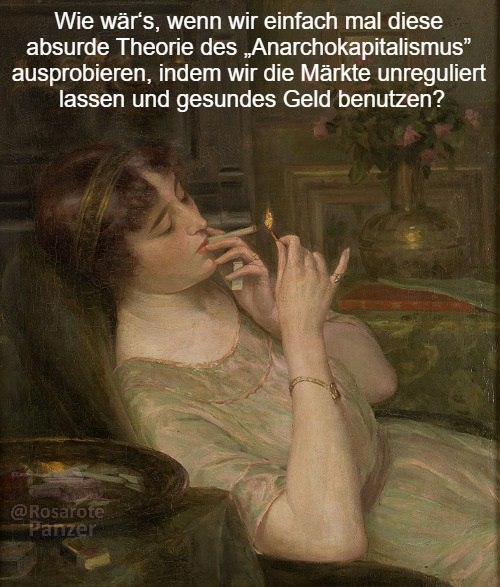 Wie wär‘s, wenn wir einfach mal diese
absurde Theorie des „Anarchokapitalismus”
ausprobieren, indem wir die Märkte unreguliert
lassen und gesundes Geld benutzen?
@Rosarote
Panzer